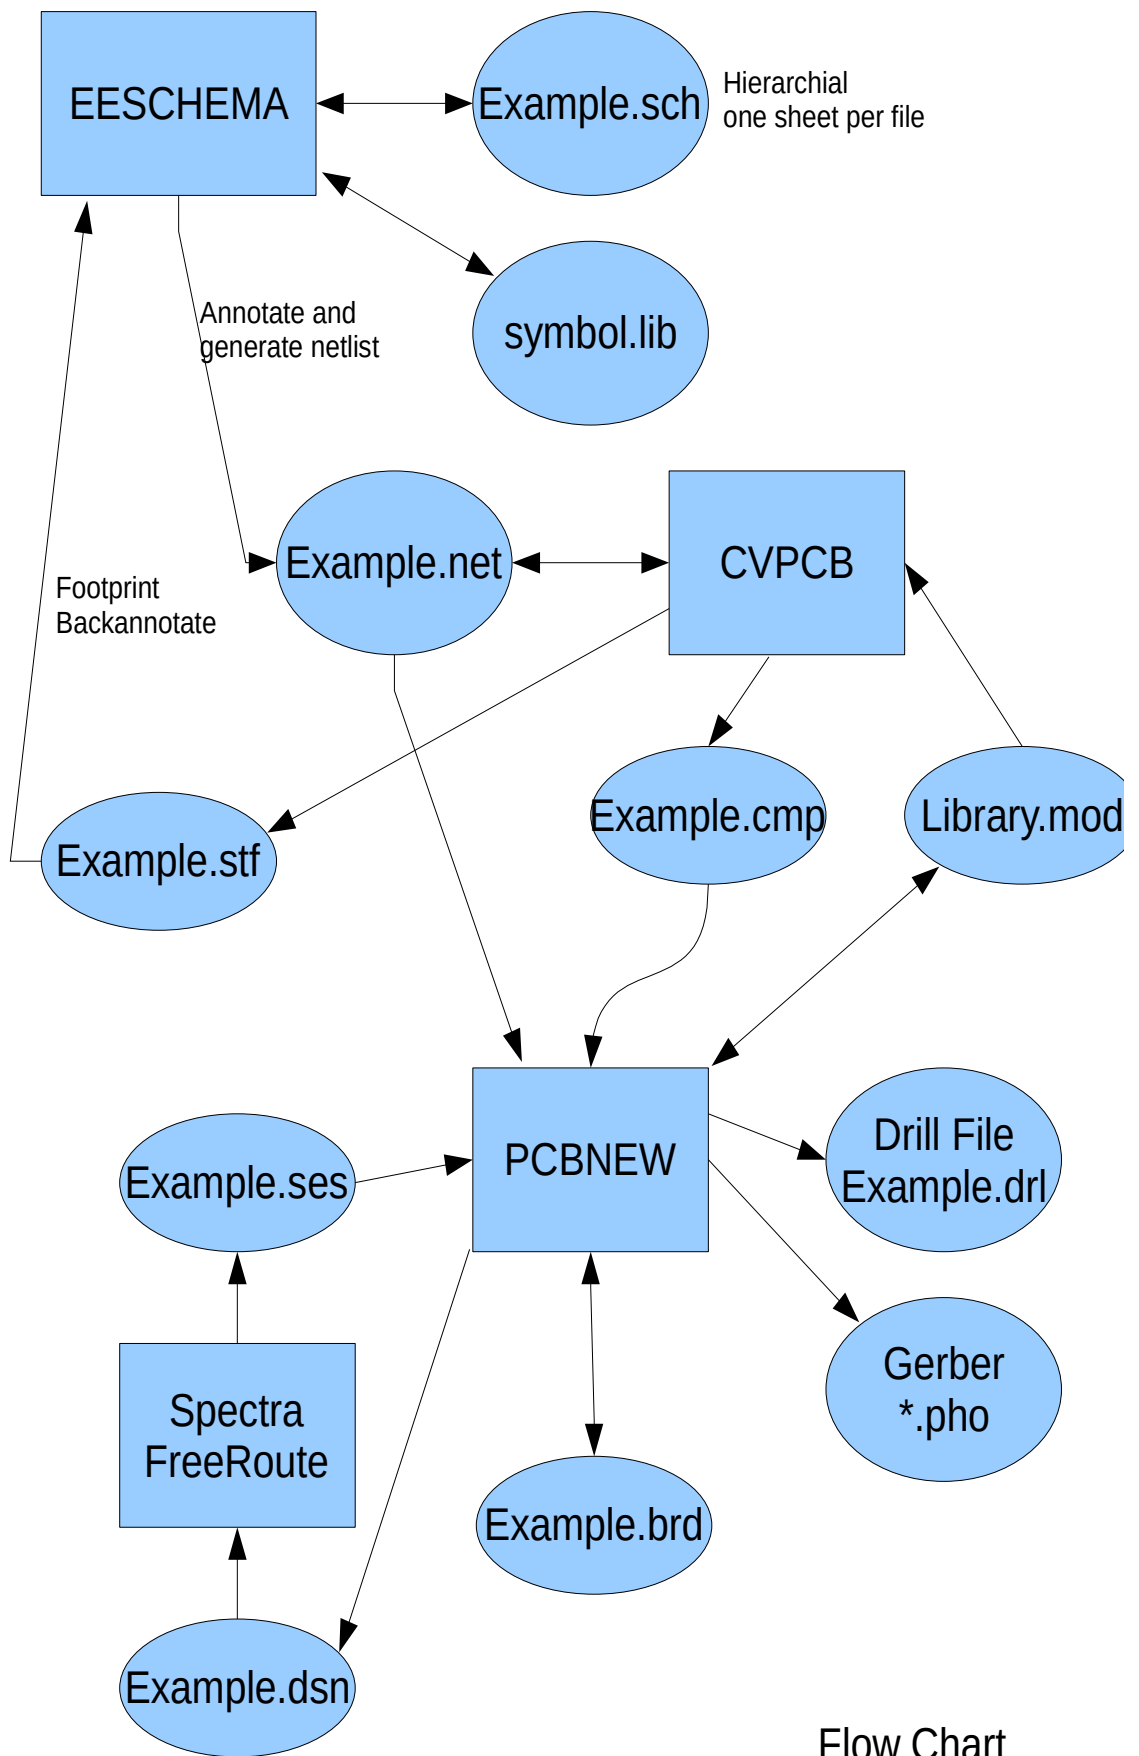 EESCHEMA
Example.sch
Hierarchial
one sheet per file
symbol.lib
Annotate and
generate netlist
Example.net
CVPCB
Footprint
Backannotate
Example.stf
Example.cmp
Library.mod
PCBNEW
Drill File
Example.drl
Example.ses
Gerber
*.pho
Spectra
FreeRoute
Example.brd
Example.dsn
Flow Chart